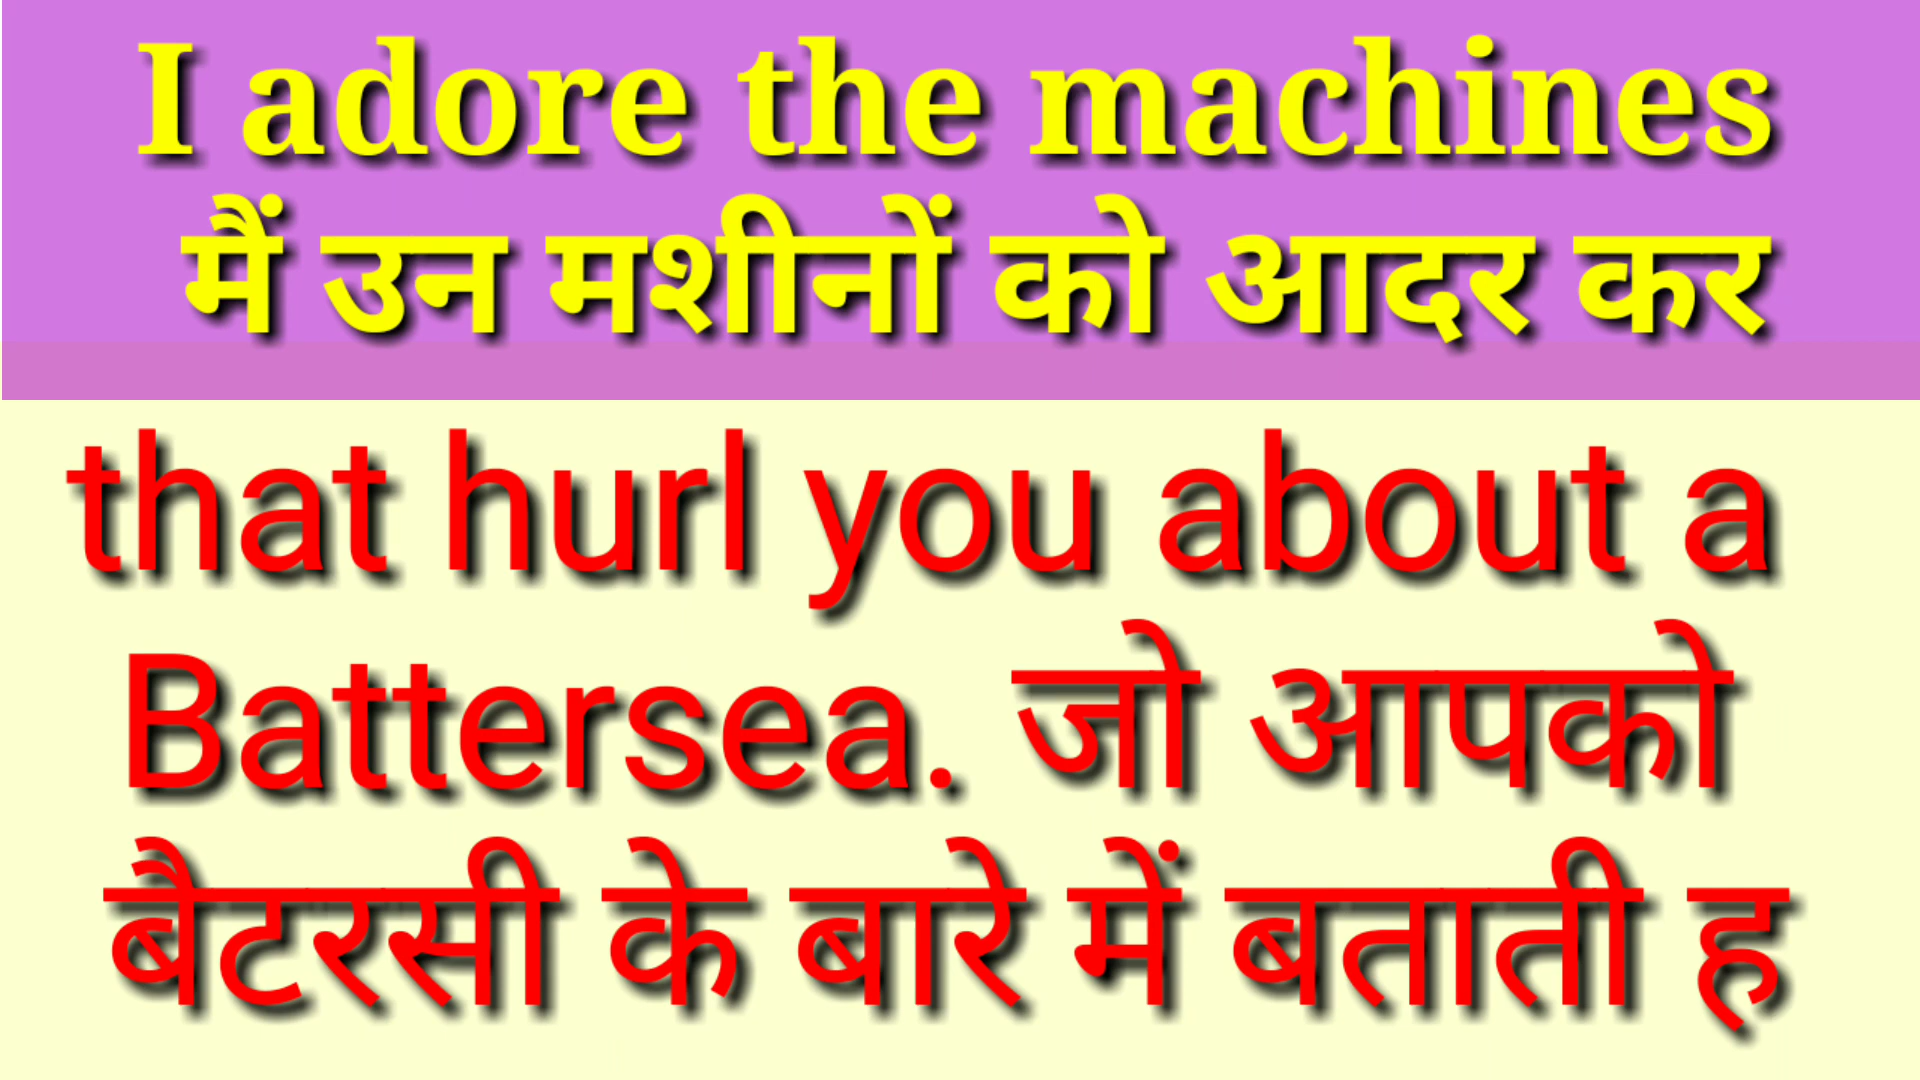 I adore the machines
मैं उन मशीनों को आदर कर
that hurl you about a
Battersea. जो आपको
बैटरसी के बारे में बताती ह